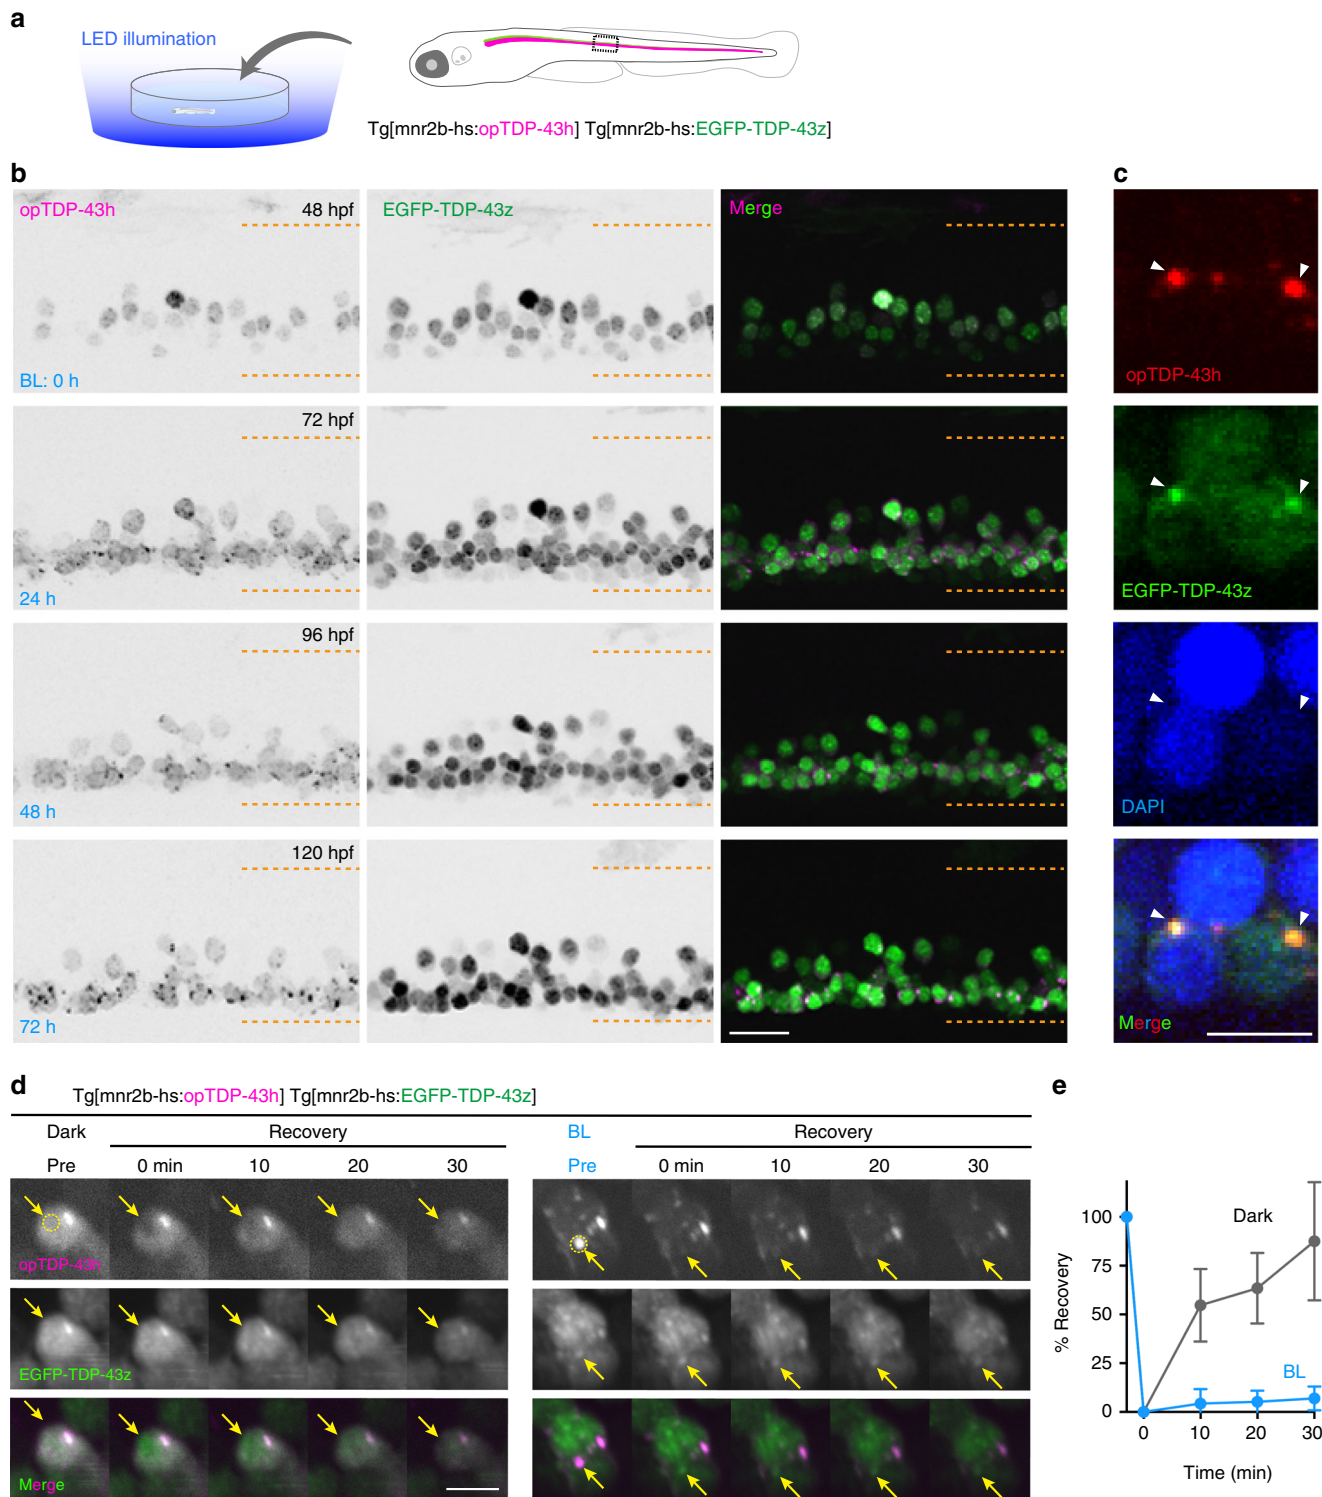 a
LED illumination
Tg[mnr2b-hs:opTDP-43h] Tg[mnr2b-hs:EGFP-TDP-43z]
b
opTDP-43h
48 hpf
EGFP-TDP-43z
Merge
BL: 0 h
72 hpf
24 h
96 hpf
48 h
120 hpf
72 h
c
opTDP-43h
EGFP-TDP-43z
DAPI
Merge
d
Tg[mnr2b-hs:opTDP-43h] Tg[mnr2b-hs:EGFP-TDP-43z]
Dark
Recovery
BL
Recovery
Pre
0 min
10
20
30
Pre
0 min
10
20
30
opTDP-43h
EGFP-TDP-43z
Merge
e
% Recovery
100
75
50
25
0
Dark
BL
0
10
20
30
Time (min)